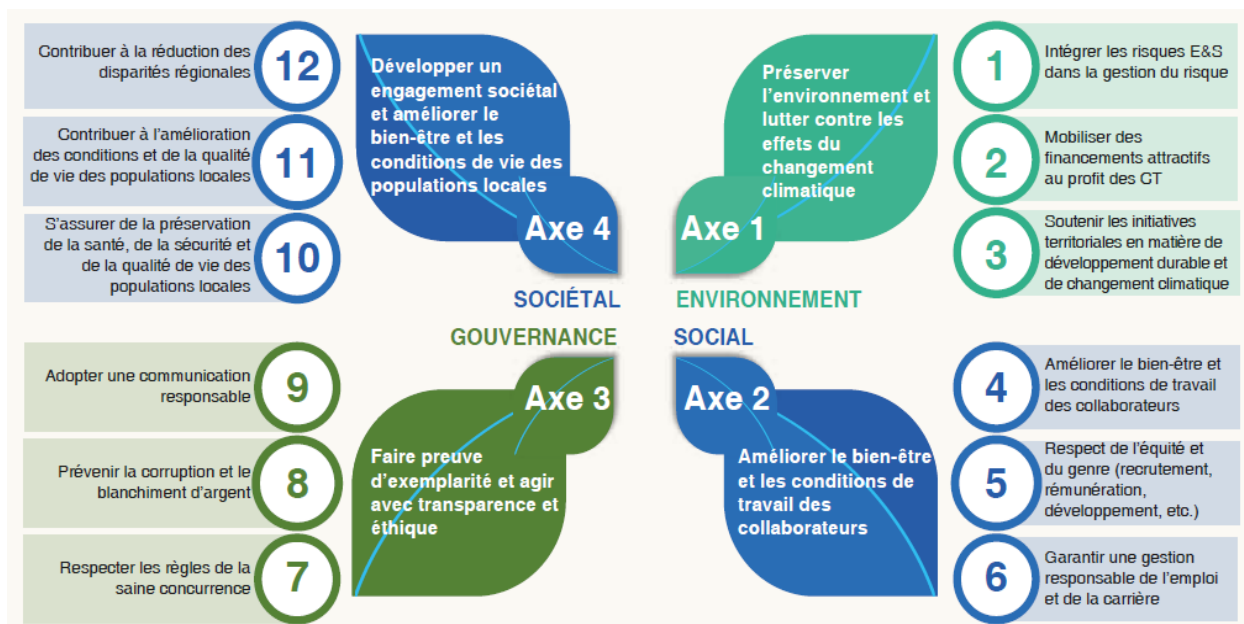 1
Intégrer les risques E&S
dans la gestion du risque
2
Mobiliser des
financements attractifs
au profit des CT
3
Soutenir les initiatives
territoriales en matière de
développement durable et
de changement climatique
Préserver
l’environnement et
lutter contre les
effets du
changement
climatique
Axe 1
ENVIRONNEMENT
SOCIAL
Axe 2
Améliorer le bien-être
et les conditions de
travail des
collaborateurs
4
Améliorer le bien-être et
les conditions de travail
des collaborateurs
5
Respect de l’équité et
du genre (recrutement,
rémunération,
développement, etc.)
6
Garantir une gestion
responsable de l’emploi
et de la carrière
GOUVERNANCE
Axe 3
Faire preuve
d’exemplarité et agir
avec transparence et
éthique
7
Respecter les règles de la
saine concurrence
8
Prévenir la corruption et le
blanchiment d’argent
9
Adopter une communication
responsable
SOCIÉTAL
Axe 4
Développer un
engagement sociétal
et améliorer le
bien-être et les
conditions de vie des
populations locales
10
S’assurer de la préservation
de la santé, de la sécurité et
de la qualité de vie des
populations locales
11
Contribuer à l’amélioration
des conditions et de la qualité
de vie des populations locales
12
Contribuer à la réduction des
disparités régionales